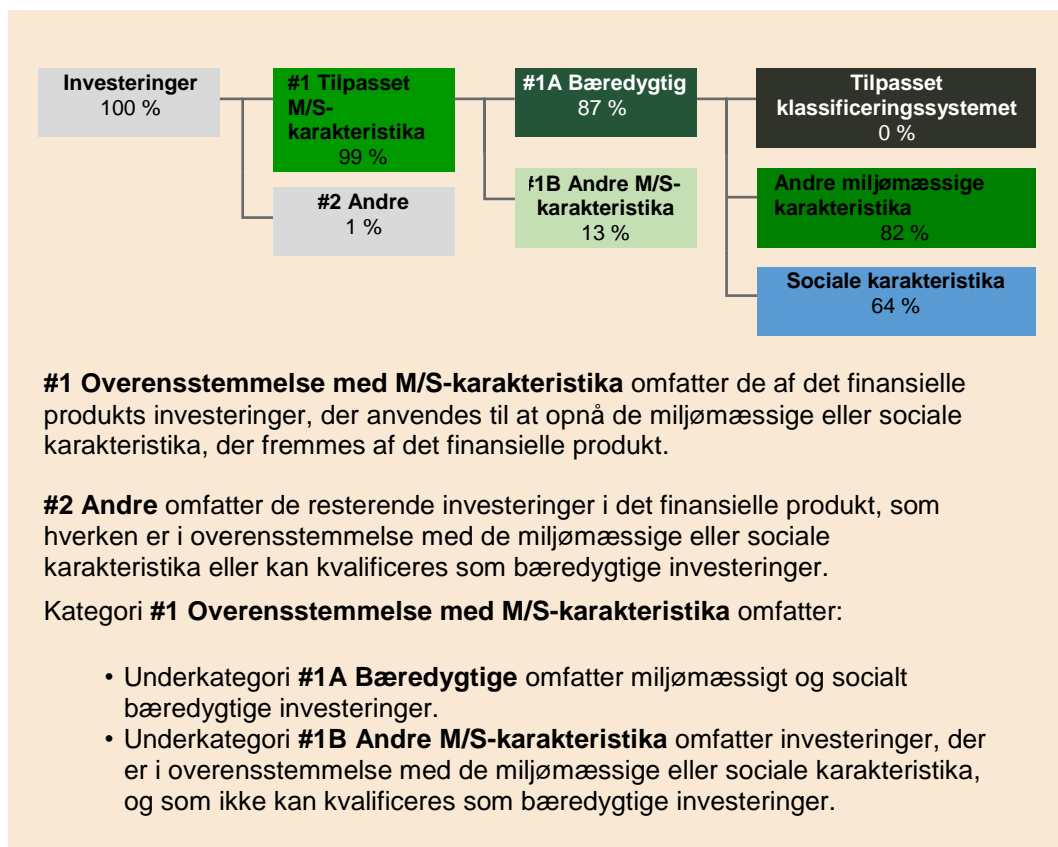 Investeringer
100 %
#1 Tilpasset
M/S-
karakteristika
99 %
#2 Andre
1 %
#1A Bæredygtig
87 %
#1B Andre M/S-
karakteristika
13 %
Tilpasset
klassificeringssystemet
0 %
Andre miljømæssige
karakteristika
82 %
Sociale karakteristika
64 %
#1 Overensstemmelse med M/S-karakteristika omfatter de af det finansielle
produkts investeringer, der anvendes til at opnå de miljømæssige eller sociale
karakteristika, der fremmes af det finansielle produkt.
#2 Andre omfatter de resterende investeringer i det finansielle produkt, som
hverken er i overensstemmelse med de miljømæssige eller sociale
karakteristika eller kan kvalificeres som bæredygtige investeringer.
Kategori #1 Overensstemmelse med M/S-karakteristika omfatter:
• Underkategori #1A Bæredygtige omfatter miljømæssigt og socialt
bæredygtige investeringer.
• Underkategori #1B Andre M/S-karakteristika omfatter investeringer, der
er i overensstemmelse med de miljømæssige eller sociale karakteristika,
og som ikke kan kvalificeres som bæredygtige investeringer.